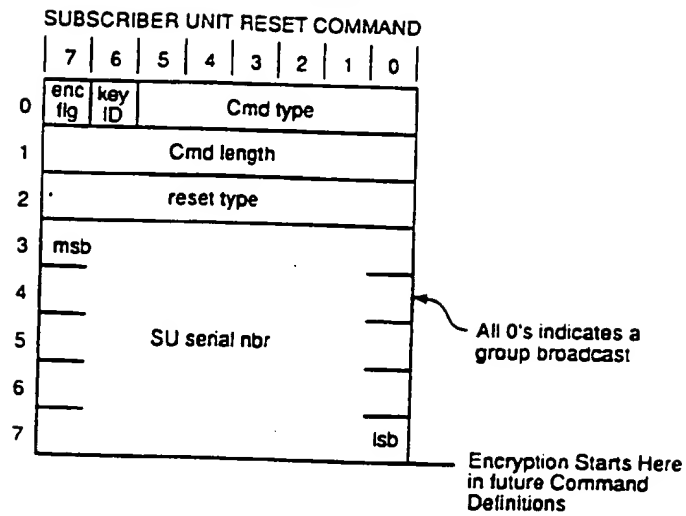 SUBSCRIBER UNIT RESET COMMAND
7 6 5 4 3 2 1 0
0 enc flg key ID Cmd type
1 Cmd length
2 reset type
3 msb
4
All 0's indicates a
group broadcast
5 SU serial nbr
6
7 lsb
Encryption Starts Here
in future Command
Definitions